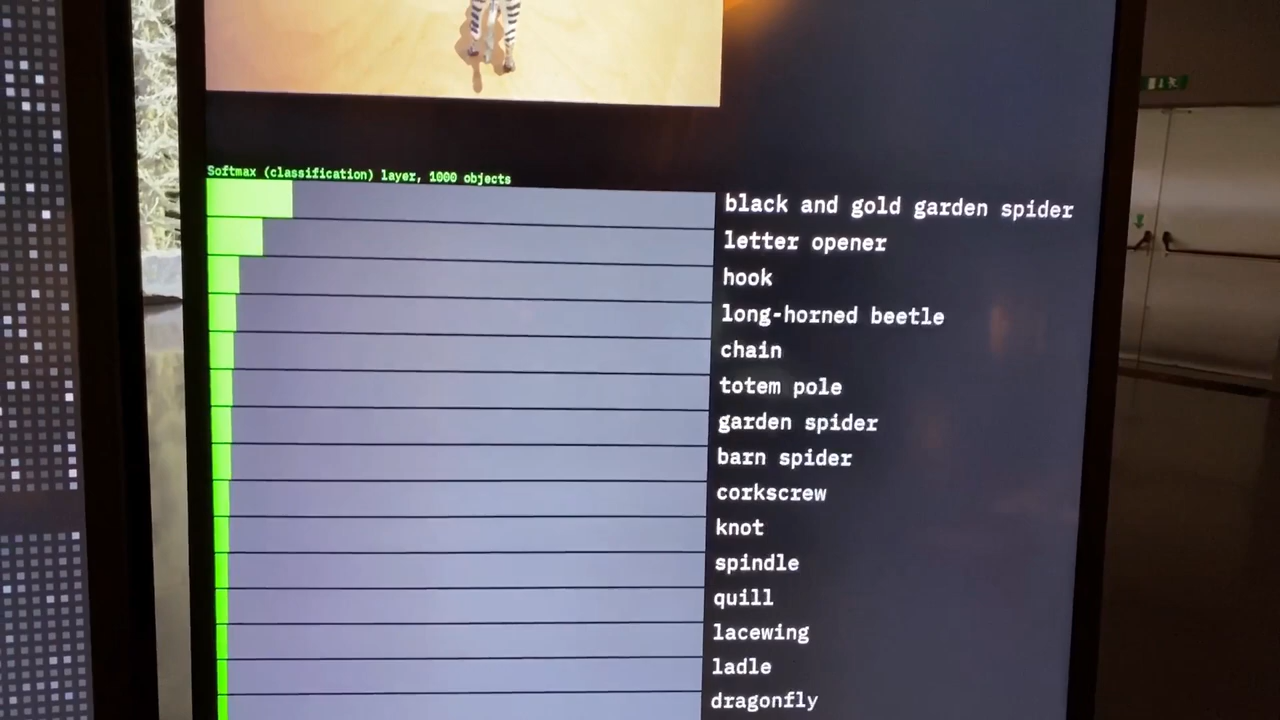 Softmax (classification) layer, 1000 objects
black and gold garden spider
letter opener
hook
long-horned beetle
chain
totem pole
garden spider
barn spider
corkscrew
knot
spindle
quill
lacewing
ladle
dragonfly